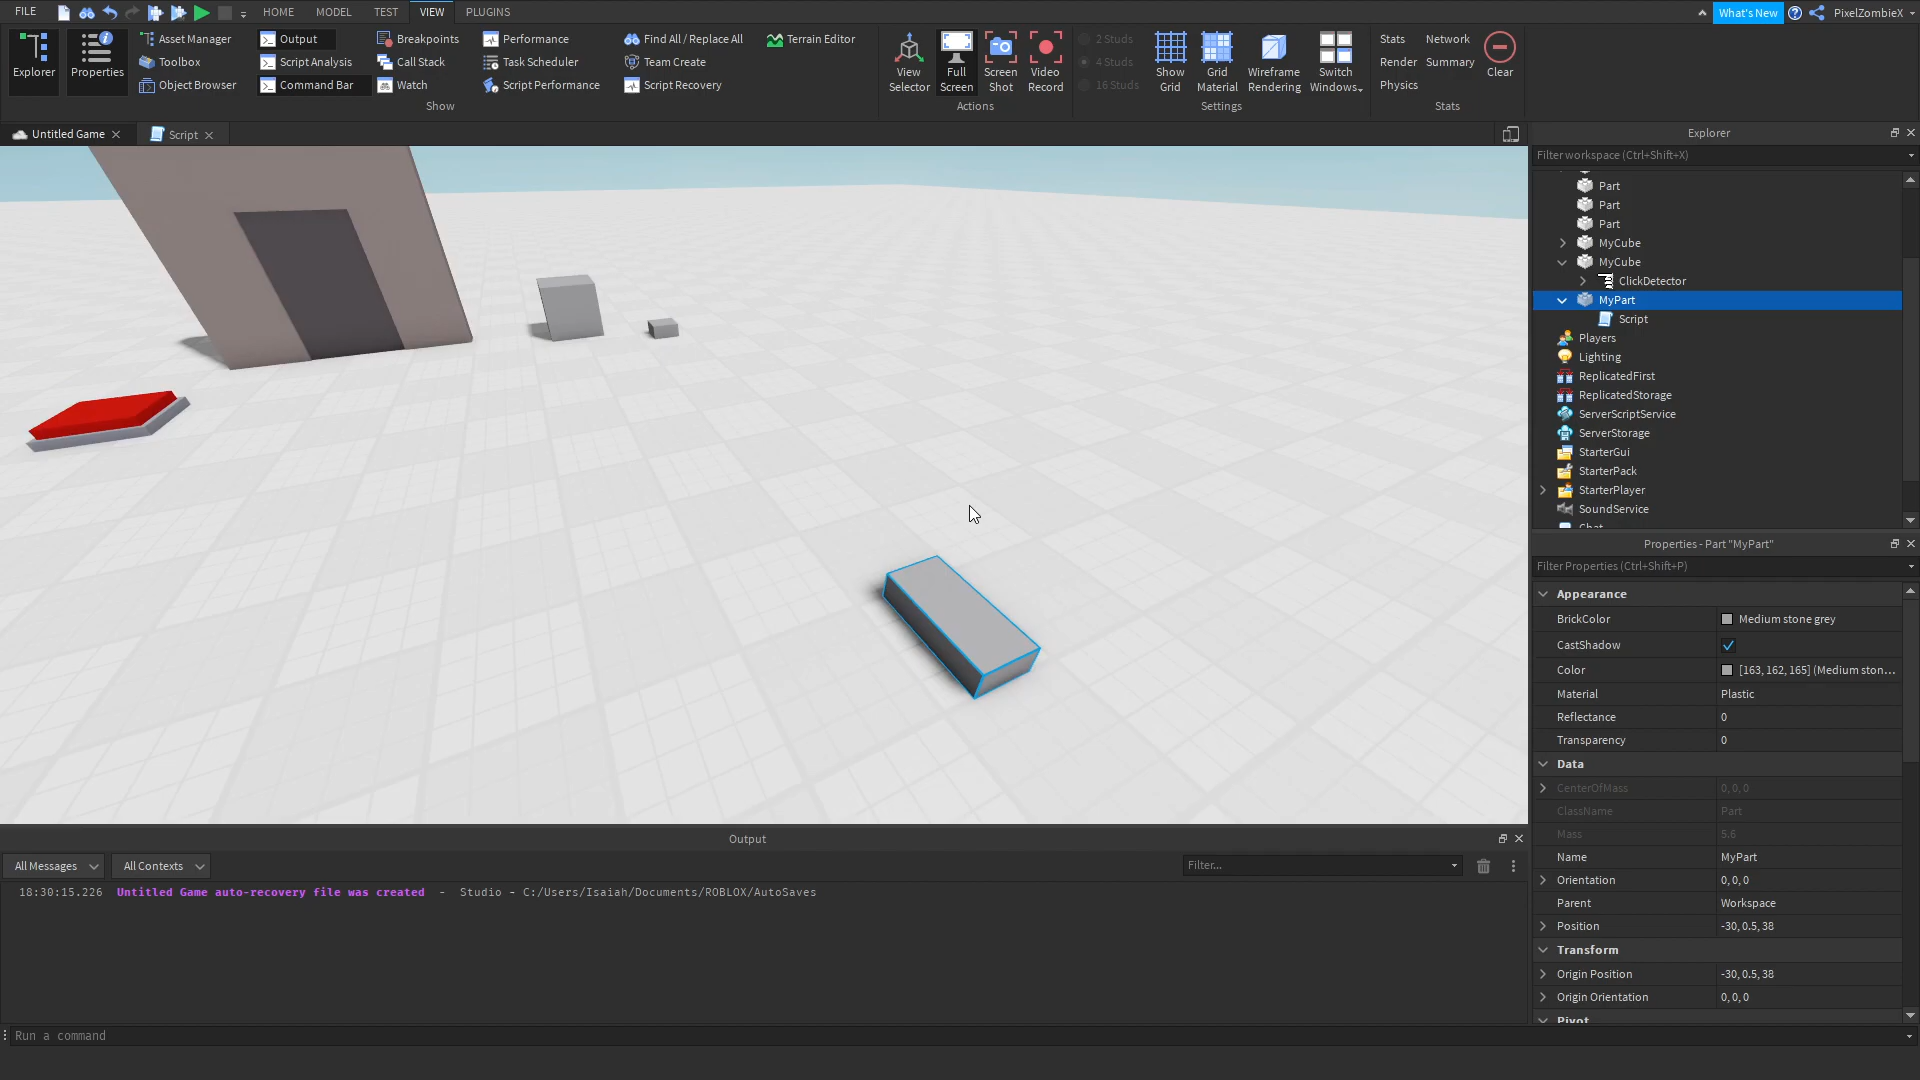 FILE
HOME
MODEL
TEST
VIEW
PLUGINS
What's New
PixelZombieX
Explorer
Properties
Asset Manager
Toolbox
Object Browser
Output
Script Analysis
Command Bar
Breakpoints
Call Stack
Watch
Performance
Task Scheduler
Script Performance
Find All / Replace All
Team Create
Script Recovery
Terrain Editor
Show
View
Selector
Full
Screen
Screen
Shot
Video
Record
Actions
2 Studs
4 Studs
16 Studs
Show
Grid
Grid
Material
Wireframe
Rendering
Switch
Windows
Settings
Stats
Network
Render
Summary
Physics
Clear
Stats
Untitled Game
Script
Explorer
Filter workspace (Ctrl+Shift+X)
Part
Part
Part
MyCube
MyCube
ClickDetector
MyPart
Script
Players
Lighting
ReplicatedFirst
ReplicatedStorage
ServerScriptService
ServerStorage
StarterGui
StarterPack
StarterPlayer
SoundService
Chat
Properties - Part "MyPart"
Filter Properties (Ctrl+Shift+P)
Appearance
BrickColor Medium stone grey
CastShadow
Color [163, 162, 165] (Medium ston...
Material Plastic
Reflectance 0
Transparency 0
Data
CenterOfMass 0, 0, 0
ClassName Part
Mass 5.6
Name MyPart
Orientation 0, 0, 0
Parent Workspace
Position -30, 0.5, 38
Transform
Origin Position -30, 0.5, 38
Origin Orientation 0, 0, 0
Pivot
Output
All Messages
All Contexts
Filter...
18:30:15.226 Untitled Game auto-recovery file was created - Studio - C:/Users/Isaiah/Documents/ROBLOX/AutoSaves
Run a command